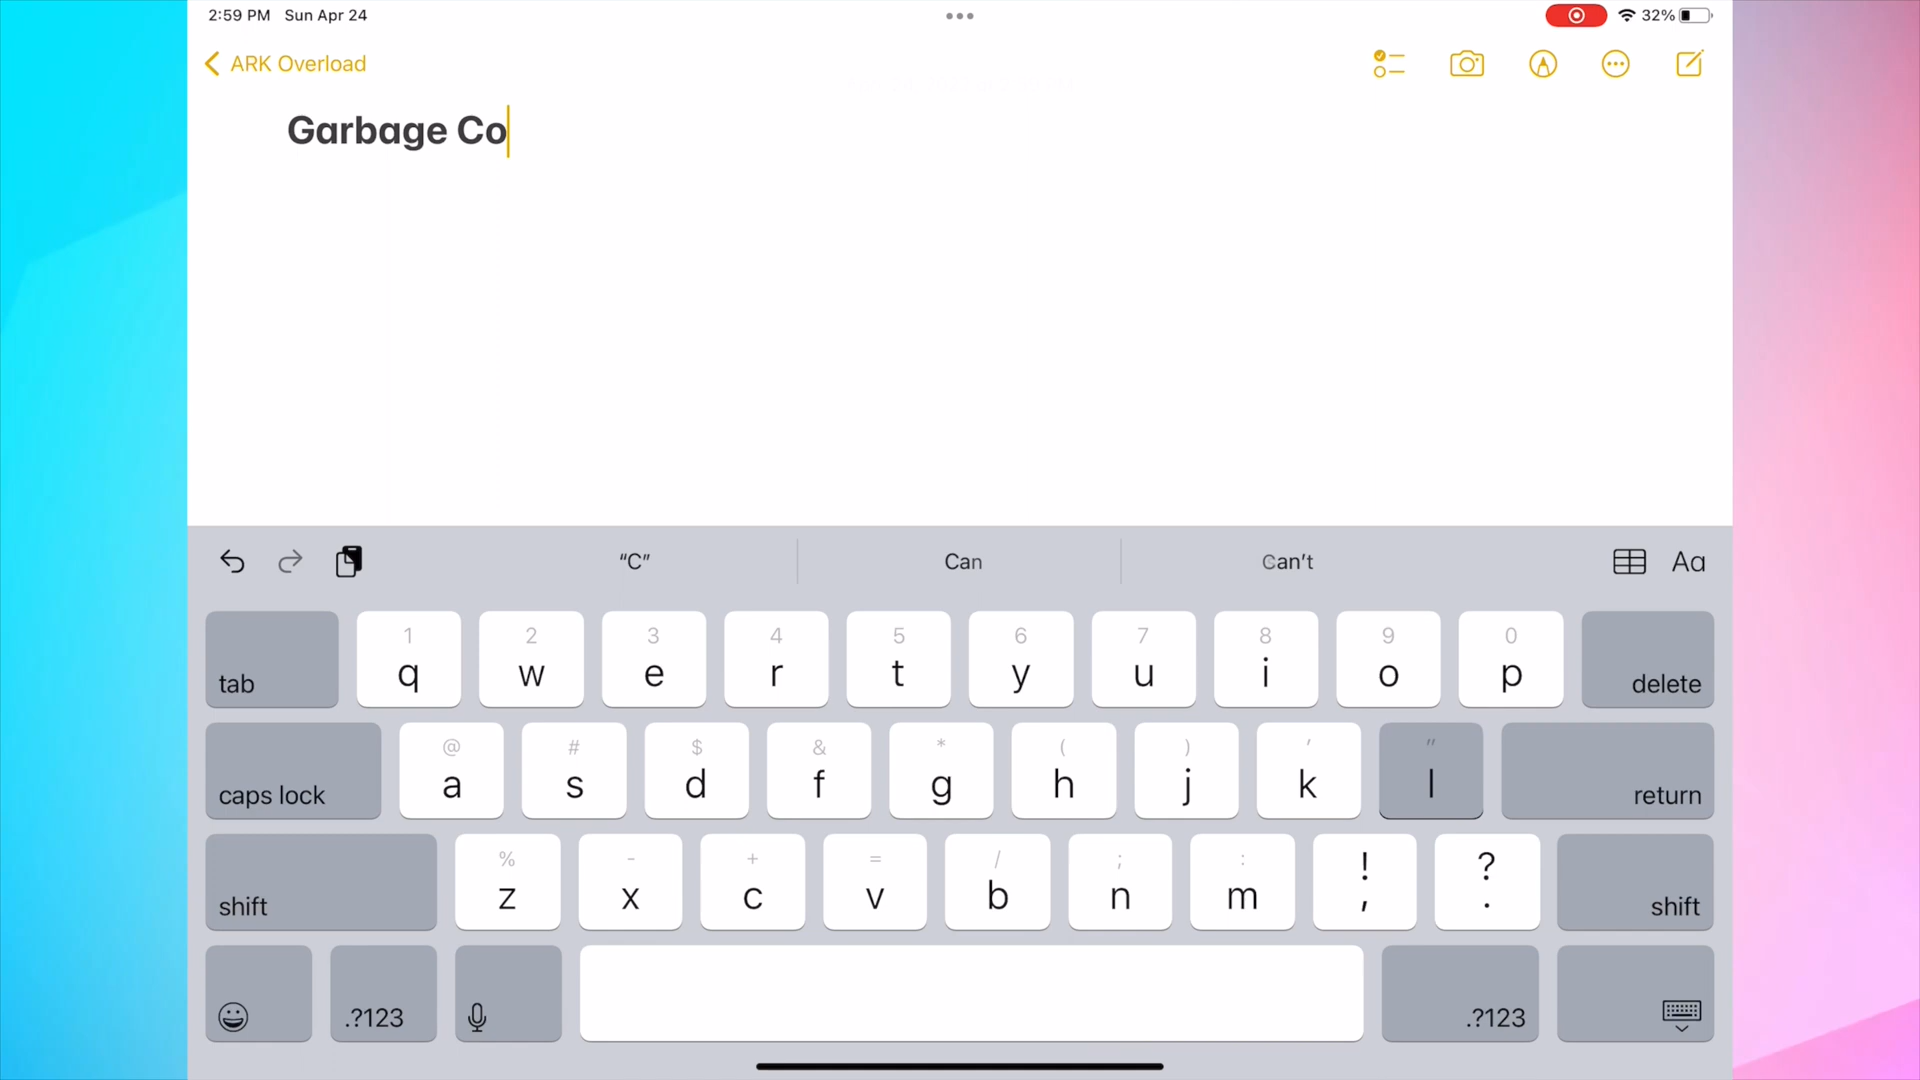 2:59 PM Sun Apr 24 32%
ARK Overload
Garbage Co
“C” Can Can't Aa
tab 1 q 2 w 3 e 4 r 5 t 6 y 7 u 8 i 9 o 0 p delete
caps lock @ a # s $ d & f * g ( h ) j ' k " l return
shift % z - x + c = v / b ; n : m ! , ? . shift
.?123 .?123